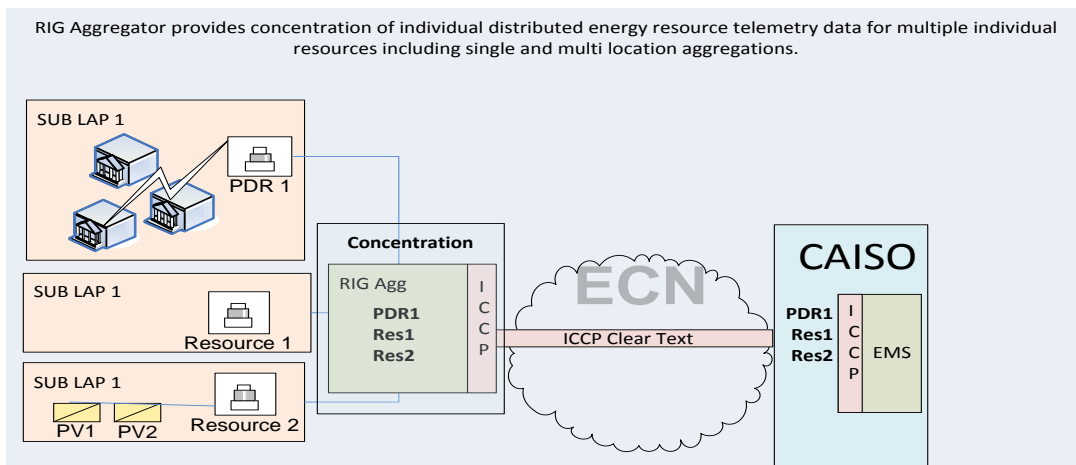 RIG Aggregator provides concentration of individual distributed energy resource telemetry data for multiple individual
resources including single and multi location aggregations.
SUB LAP 1
PDR 1
SUB LAP 1
Resource 1
SUB LAP 1
PV1
PV2
Resource 2
Concentration
RIG Agg
PDR1
Res1
Res2
I
C
C
P
ECN
ICCP Clear Text
CAISO
PDR1
Res1
Res2
I
C
C
P
EMS